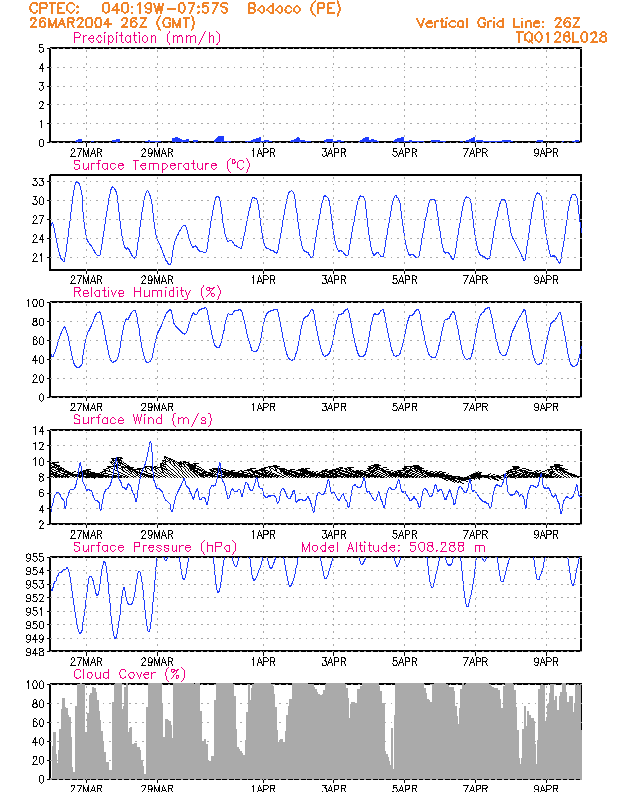 CPTEC: 040:19W-07:57S Bodoco (PE)
26MAR2004 26Z (GMT) Vertical Grid Line: 26Z
Precipitation (mm/h) TQ0126L028
5
4
3
2
1
0
27MAR 29MAR 1APR 3APR 5APR 7APR 9APR
Surface Temperature (°C)
33
30
27
24
21
27MAR 29MAR 1APR 3APR 5APR 7APR 9APR
Relative Humidity (%)
100
80
60
40
20
0
27MAR 29MAR 1APR 3APR 5APR 7APR 9APR
Surface Wind (m/s)
14
12
10
8
6
4
2
27MAR 29MAR 1APR 3APR 5APR 7APR 9APR
Surface Pressure (hPa) Model Altitude: 508.288 m
955
954
953
952
951
950
949
948
27MAR 29MAR 1APR 3APR 5APR 7APR 9APR
Cloud Cover (%)
100
80
60
40
20
0
27MAR 29MAR 1APR 3APR 5APR 7APR 9APR